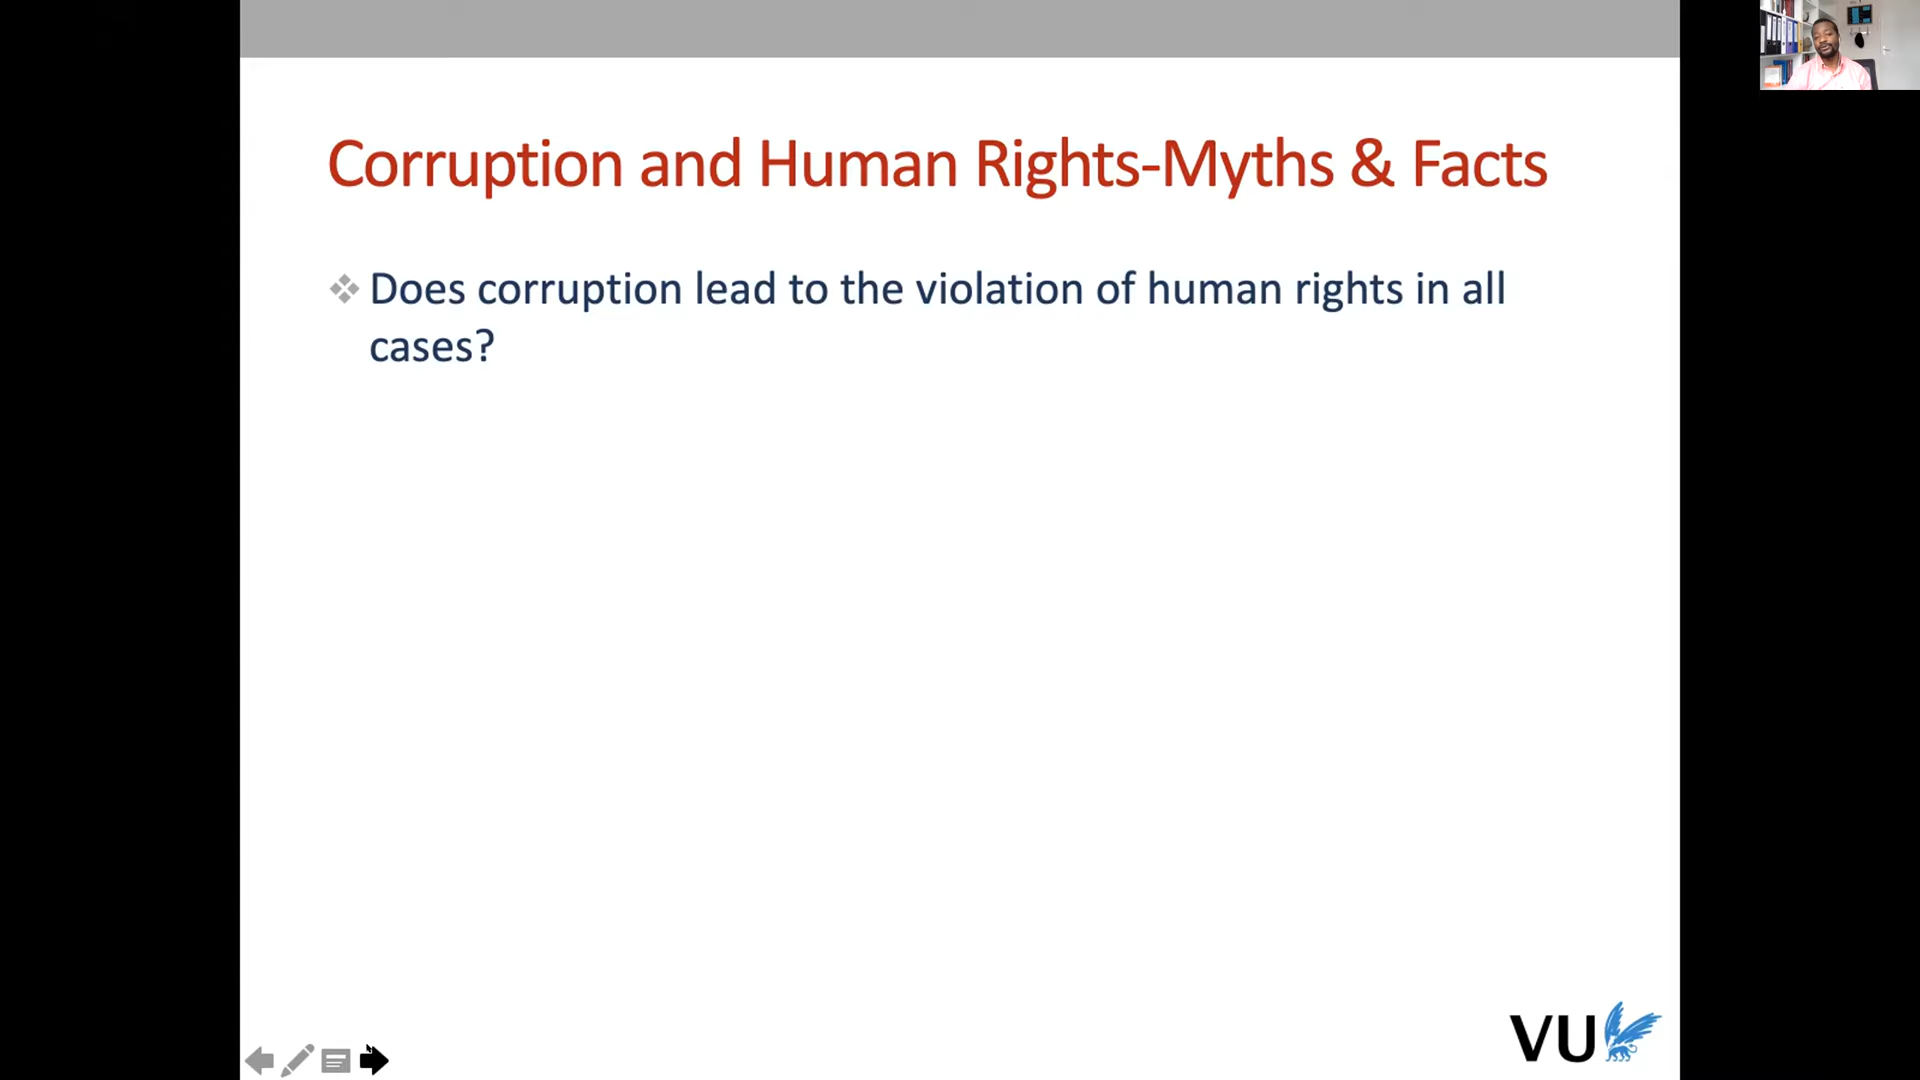 Corruption and Human Rights-Myths & Facts
Does corruption lead to the violation of human rights in all
cases?
VU